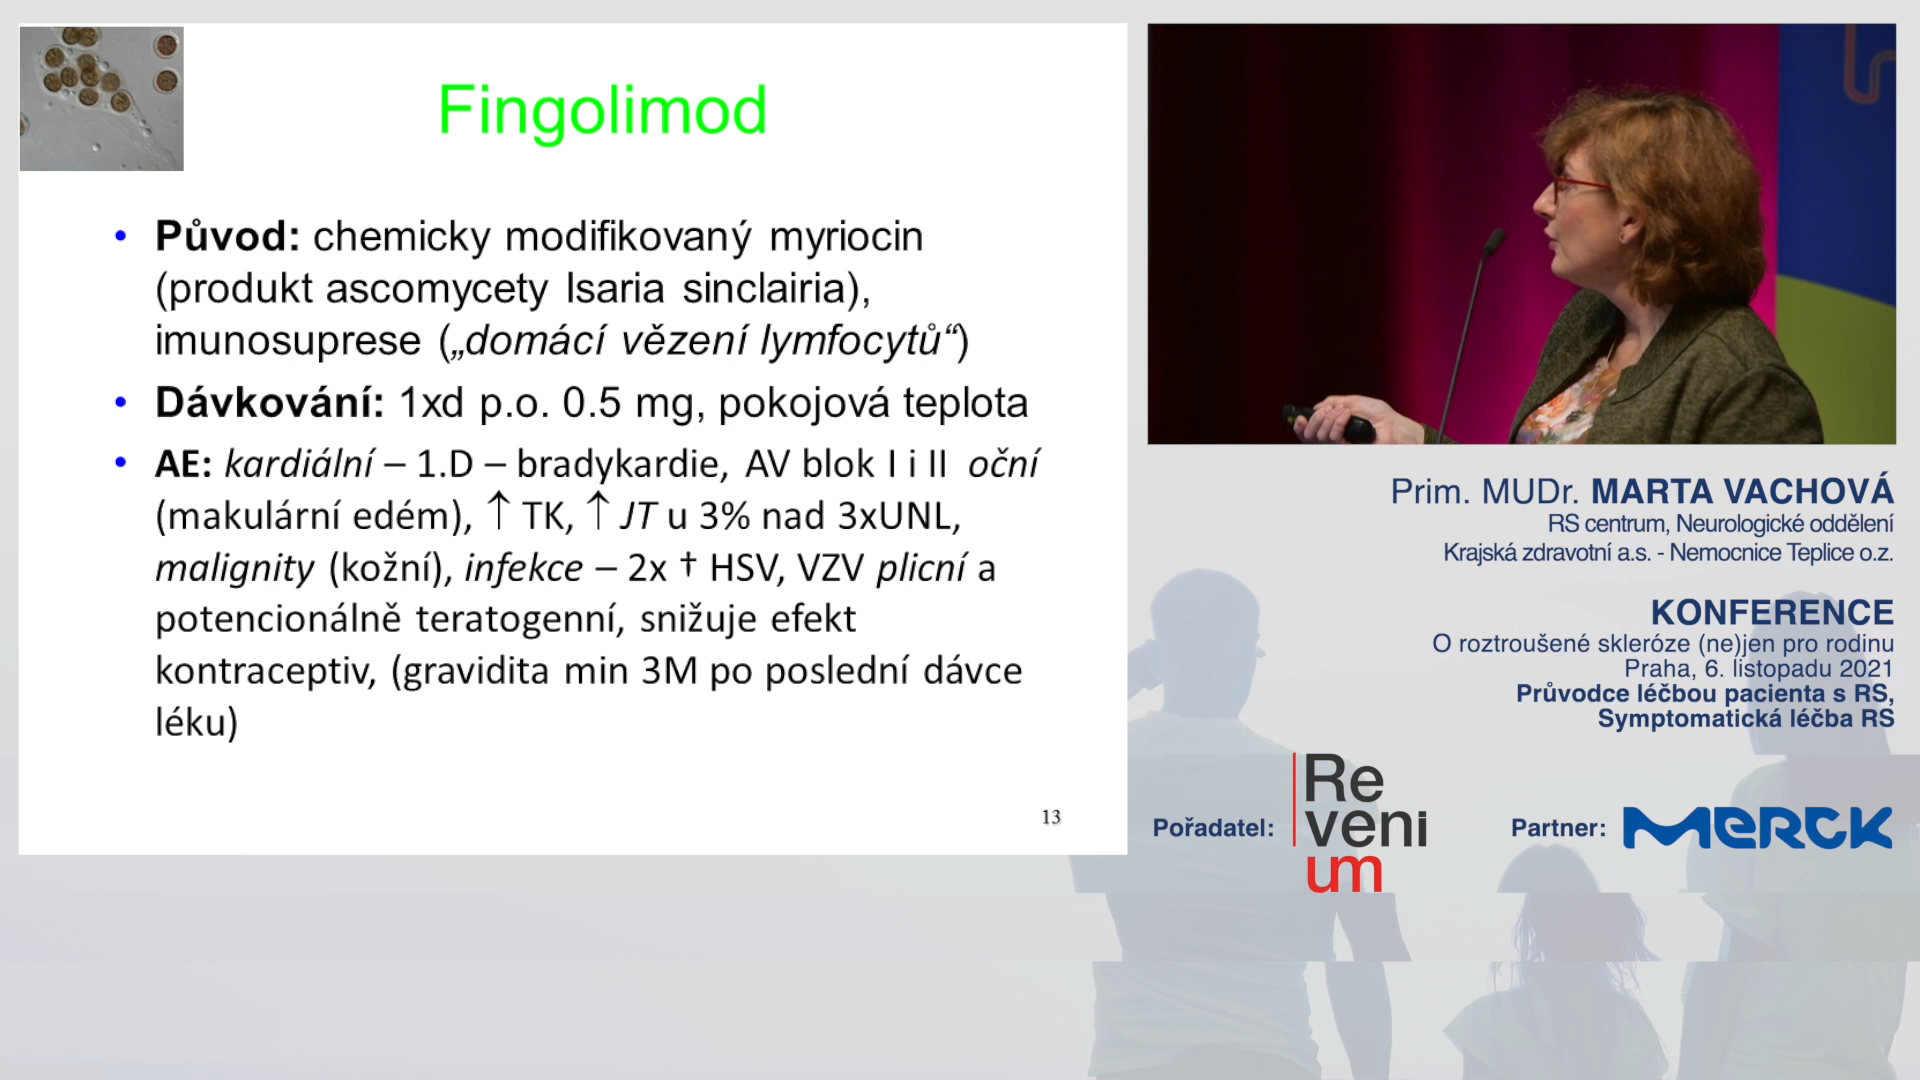 Fingolimod
• Původ: chemicky modifikovaný myriocin
(produkt ascomycety Isaria sinclairia),
imunosuprese („domácí vězení lymfocytů“)
• Dávkování: 1xd p.o. 0.5 mg, pokojová teplota
• AE: kardiální – 1.D – bradykardie, AV blok I i II oční
(makulární edém), ↑ TK, ↑ JT u 3% nad 3xUNL,
malignity (kožní), infekce – 2x † HSV, VZV plicní a
potencionálně teratogenní, snižuje efekt
kontraceptiv, (gravidita min 3M po poslední dávce
léku)
13
Prim. MUDr. MARTA VACHOVÁ
RS centrum, Neurologické oddělení
Krajská zdravotní a.s. - Nemocnice Teplice o.z.
KONFERENCE
O roztroušené skleróze (ne)jen pro rodinu
Praha, 6. listopadu 2021
Průvodce léčbou pacienta s RS,
Symptomatická léčba RS
Pořadatel:
Re
veni
um
Partner:
MERCK